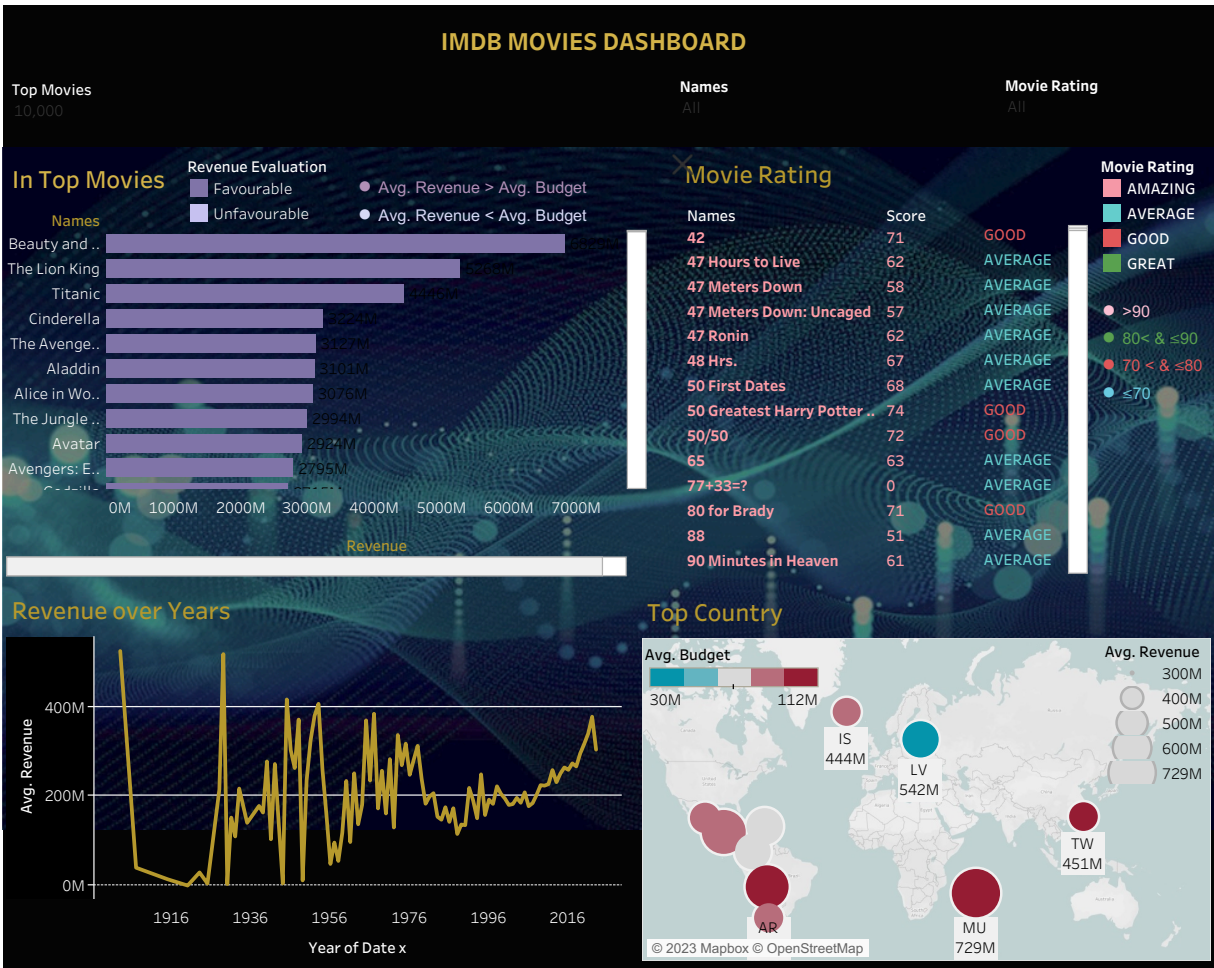 IMDB MOVIES DASHBOARD
Top Movies
10,000
Names
All
Movie Rating
All
In Top Movies
Revenue Evaluation
Favourable
Unfavourable
Avg. Revenue > Avg. Budget
Avg. Revenue < Avg. Budget
Names
Beauty and ..
The Lion King
Titanic
Cinderella
The Avenge..
Aladdin 3101M
Alice in Wo.. 3076M
The Jungle .. 2994M
Avatar 2924M
Avengers: E.. 2795M
Godzilla
0M 1000M 2000M 3000M 4000M 5000M 6000M 7000M
Revenue
Movie Rating
Names Score
42 71 GOOD
47 Hours to Live 62 AVERAGE
47 Meters Down 58 AVERAGE
47 Meters Down: Uncaged 57 AVERAGE
47 Ronin 62 AVERAGE
48 Hrs. 67 AVERAGE
50 First Dates 68 AVERAGE
50 Greatest Harry Potter .. 74 GOOD
50/50 72 GOOD
65 63 AVERAGE
77+33=? 0 AVERAGE
80 for Brady 71 GOOD
88 51 AVERAGE
90 Minutes in Heaven 61 AVERAGE
Movie Rating
AMAZING
AVERAGE
GOOD
GREAT
>90
80< & ≤90
70 < & ≤80
≤70
Revenue over Years
Avg. Revenue
400M
200M
0M
1916 1936 1956 1976 1996 2016
Year of Date x
Top Country
Avg. Budget
30M 112M
Avg. Revenue
300M
400M
500M
600M
729M
IS
444M
LV
542M
TW
451M
AR
MU
729M
© 2023 Mapbox © OpenStreetMap